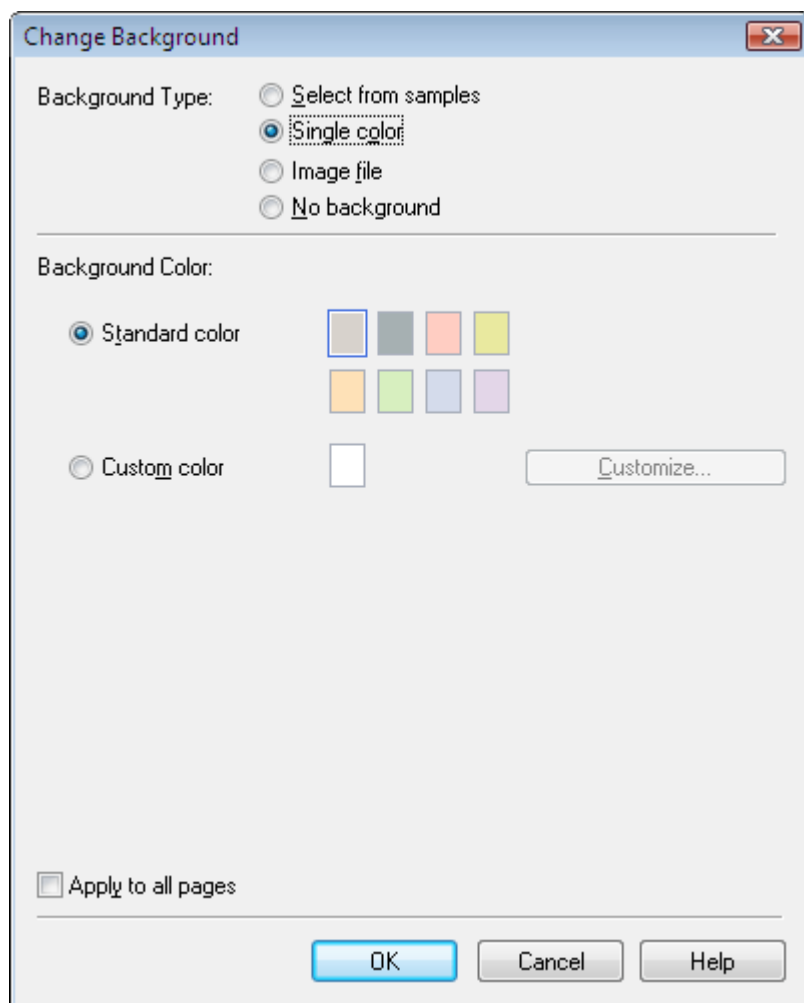 Change Background
Background Type:
Select from samples
Single color
Image file
No background
Background Color:
Standard color
Custom color
Customize...
Apply to all pages
OK Cancel Help